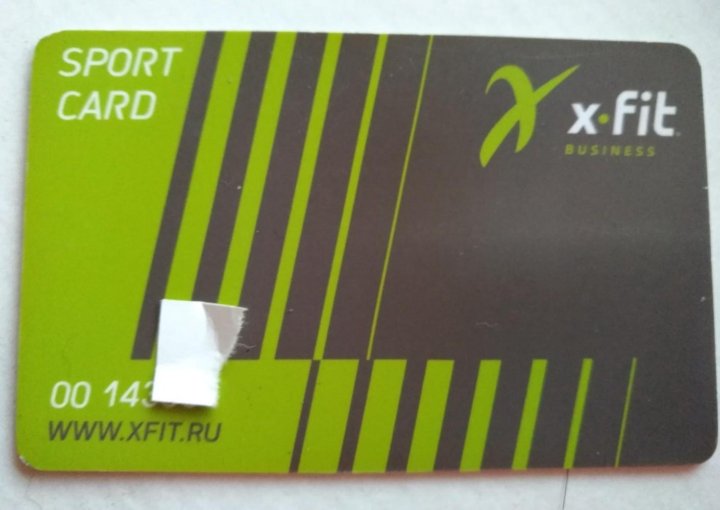 SPORT
CARD
x·fit
BUSINESS
00 143
WWW.XFIT.RU